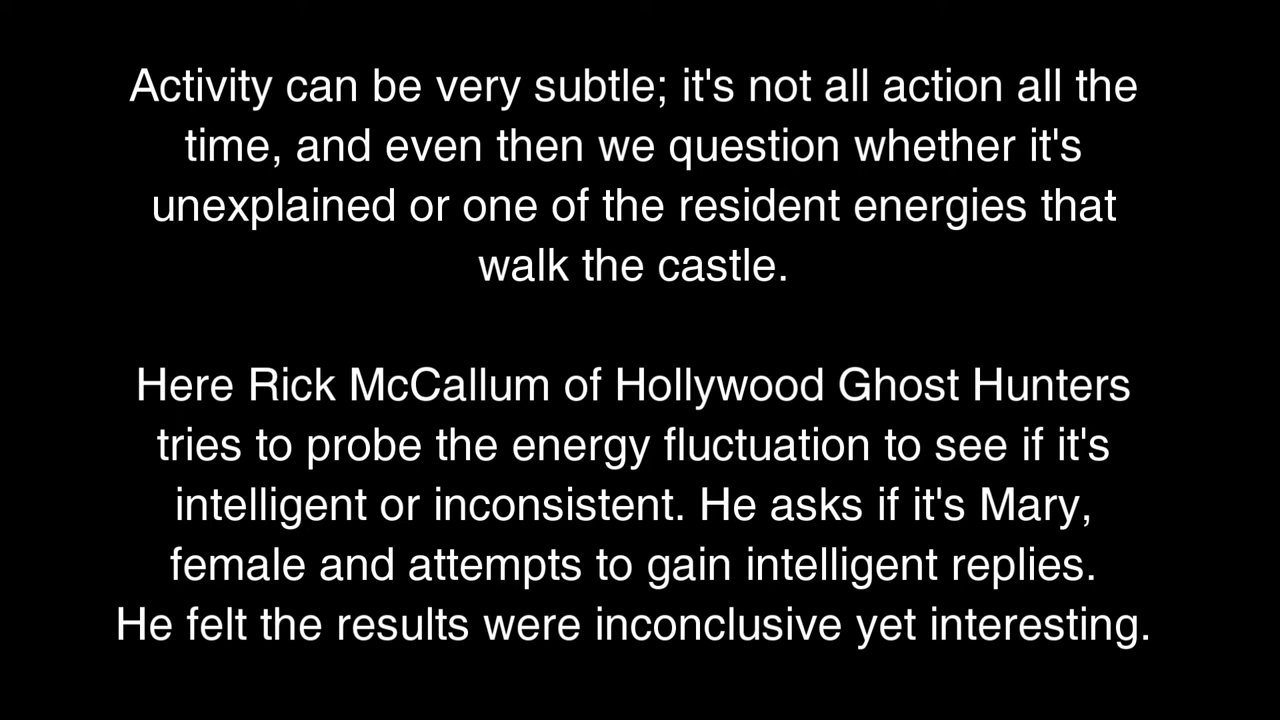 Activity can be very subtle; it's not all action all the
time, and even then we question whether it's
unexplained or one of the resident energies that
walk the castle.
Here Rick McCallum of Hollywood Ghost Hunters
tries to probe the energy fluctuation to see if it's
intelligent or inconsistent. He asks if it's Mary,
female and attempts to gain intelligent replies.
He felt the results were inconclusive yet interesting.